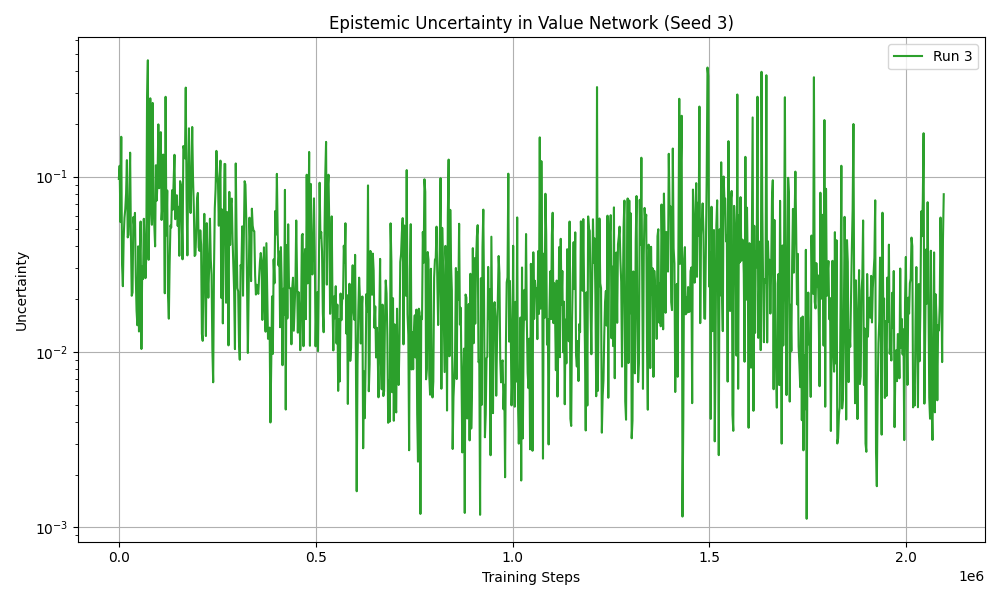 Epistemic Uncertainty in Value Network (Seed 3)
Run 3
Uncertainty
10⁻¹
10⁻²
10⁻³
0.0 0.5 1.0 1.5 2.0
1e6
Training Steps